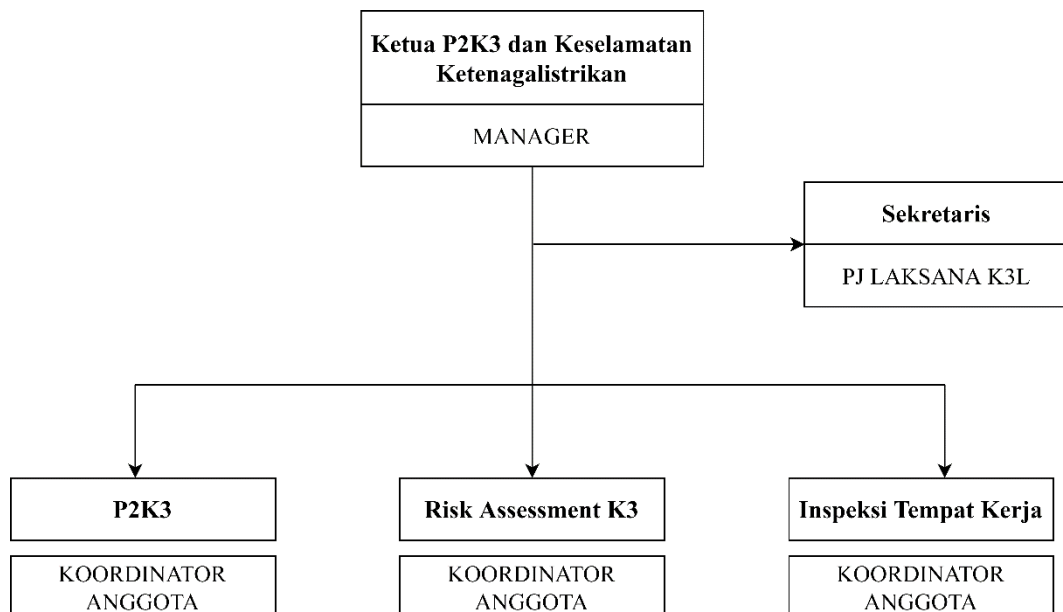 Ketua P2K3 dan Keselamatan
Ketenagalistrikan
MANAGER
Sekretaris
PJ LAKSANA K3L
P2K3
KOORDINATOR
ANGGOTA
Risk Assessment K3
KOORDINATOR
ANGGOTA
Inspeksi Tempat Kerja
KOORDINATOR
ANGGOTA